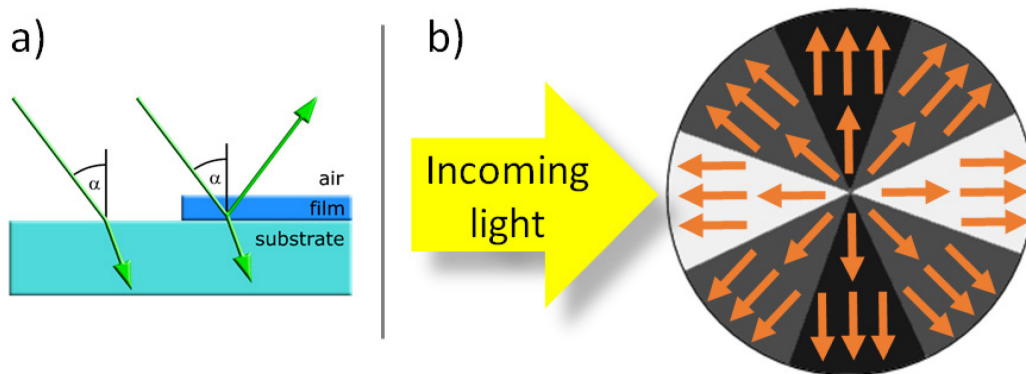 a)
α
α
air
film
substrate
b)
Incoming
light